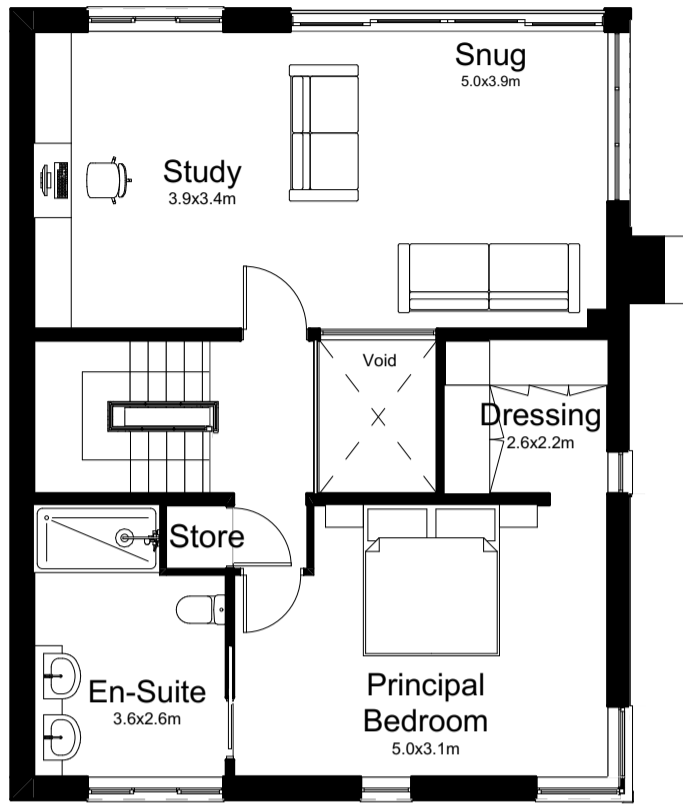 Snug
5.0x3.9m
Study
3.9x3.4m
Void
Dressing
2.6x2.2m
Store
En-Suite
3.6x2.6m
Principal
Bedroom
5.0x3.1m